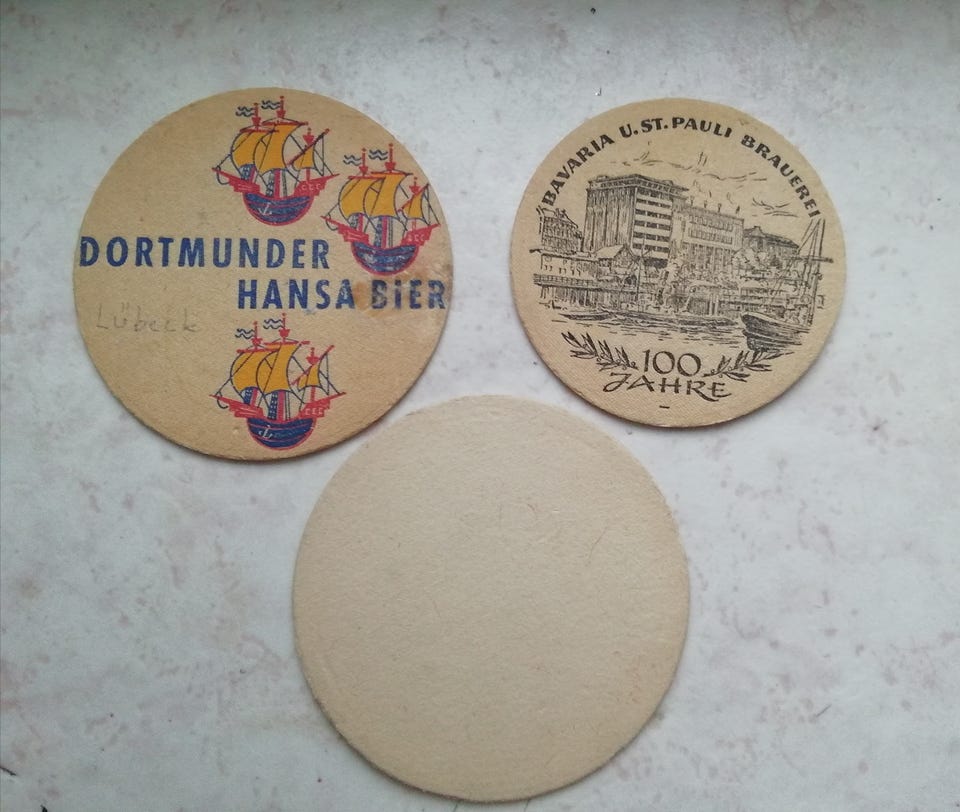 DORTMUNDER
HANSA BiER
Lübeck
BAVARIA U. ST. PAULI BRAUEREI
100
JAHRE